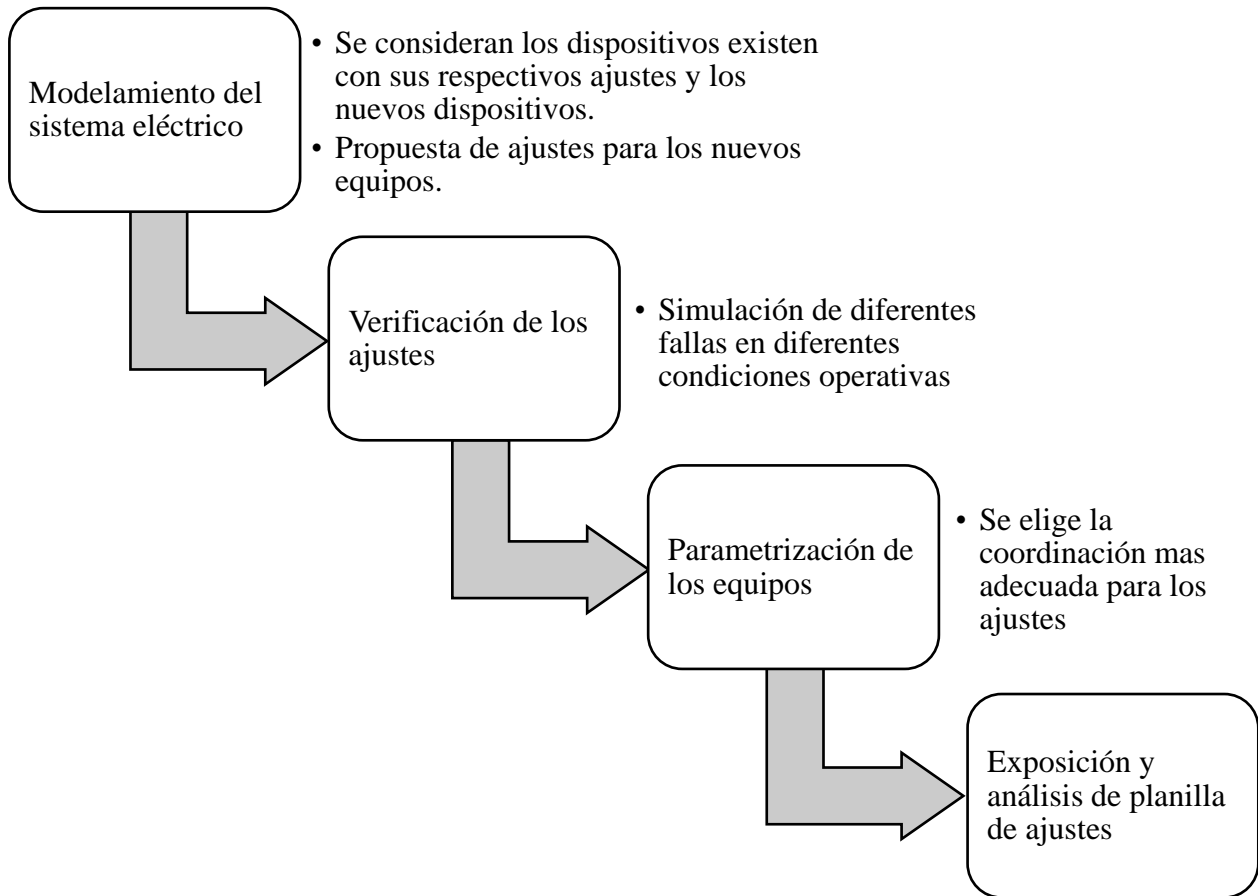 Modelamiento del
sistema eléctrico
• Se consideran los dispositivos existen
con sus respectivos ajustes y los
nuevos dispositivos.
• Propuesta de ajustes para los nuevos
equipos.
Verificación de los
ajustes
• Simulación de diferentes
fallas en diferentes
condiciones operativas
Parametrización de
los equipos
• Se elige la
coordinación mas
adecuada para los
ajustes
Exposición y
análisis de planilla
de ajustes